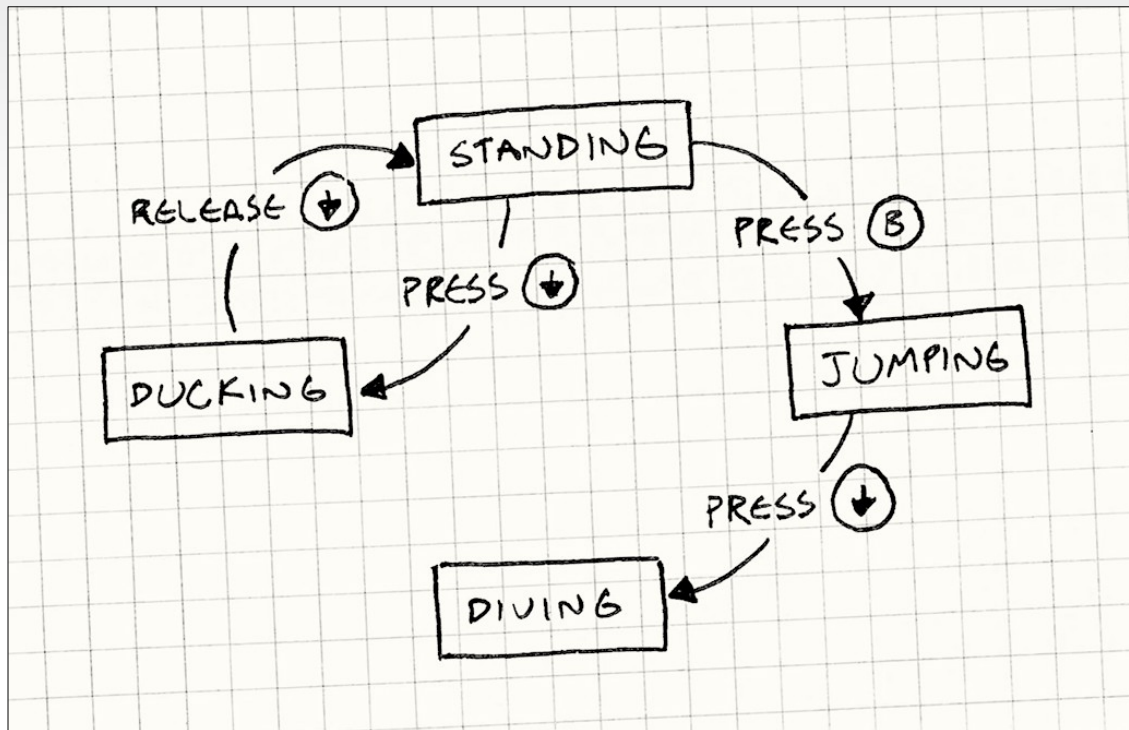 STANDING
RELEASE ↓
PRESS B
PRESS ↓
DUCKING
JUMPING
PRESS ↓
DIVING